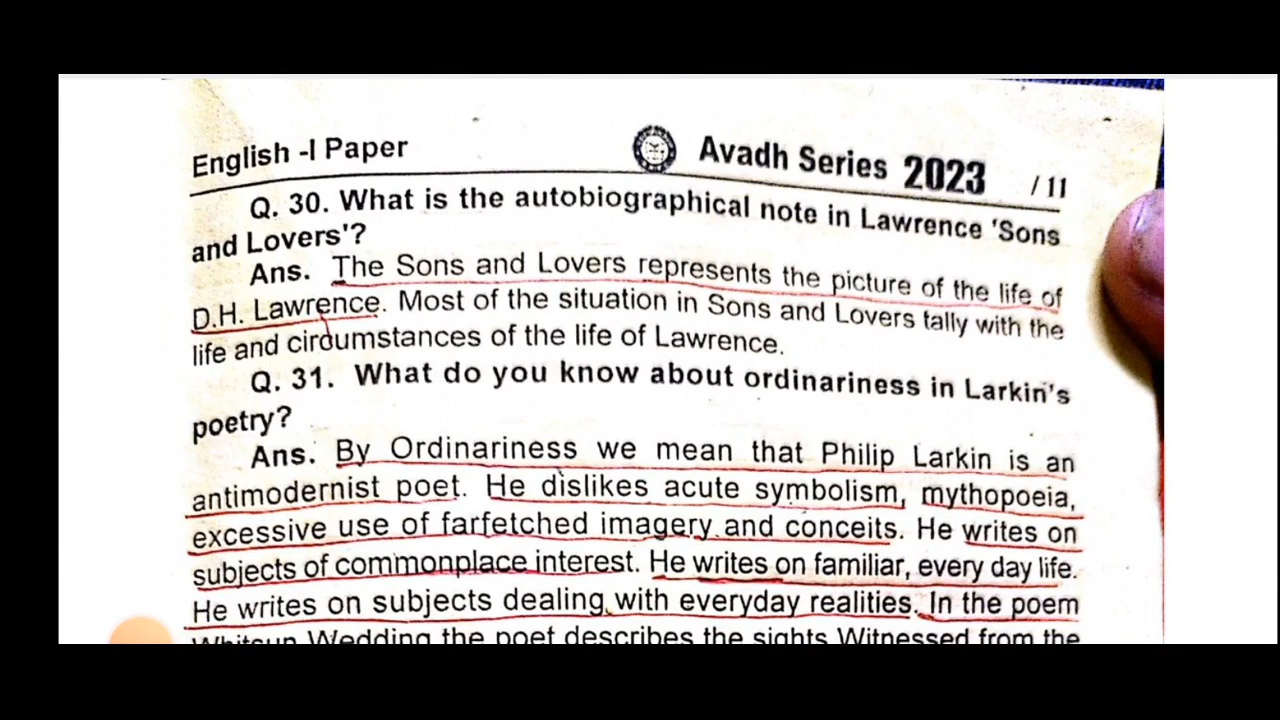 English -I Paper Avadh Series 2023 / 11
Q. 30. What is the autobiographical note in Lawrence 'Sons
and Lovers'?
Ans. The Sons and Lovers represents the picture of the life of
D.H. Lawrence. Most of the situation in Sons and Lovers tally with the
life and circumstances of the life of Lawrence.
Q. 31. What do you know about ordinariness in Larkin's
poetry?
Ans. By Ordinariness we mean that Philip Larkin is an
antimodernist poet. He dislikes acute symbolism, mythopoeia,
excessive use of farfetched imagery and conceits. He writes on
subjects of commonplace interest. He writes on familiar, every day life.
He writes on subjects dealing with everyday realities. In the poem
Whitsun Wedding the poet describes the sights Witnessed from the